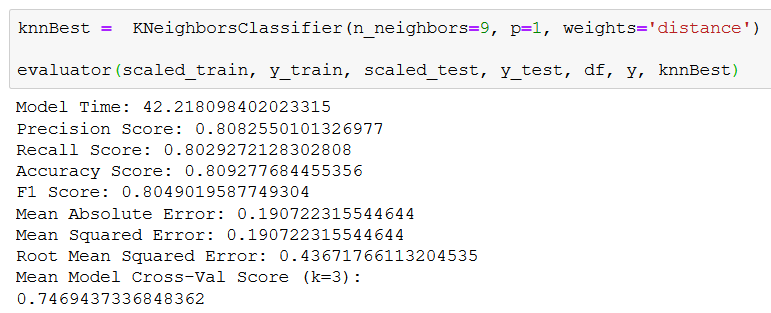 knnBest =  KNeighborsClassifier(n_neighbors=9, p=1, weights='distance')
evaluator(scaled_train, y_train, scaled_test, y_test, df, y, knnBest)
Model Time: 42.218098402023315
Precision Score: 0.8082550101326977
Recall Score: 0.8029272128302808
Accuracy Score: 0.809277684455356
F1 Score: 0.8049019587749304
Mean Absolute Error: 0.190722315544644
Mean Squared Error: 0.190722315544644
Root Mean Squared Error: 0.43671766113204535
Mean Model Cross-Val Score (k=3):
0.7469437336848362